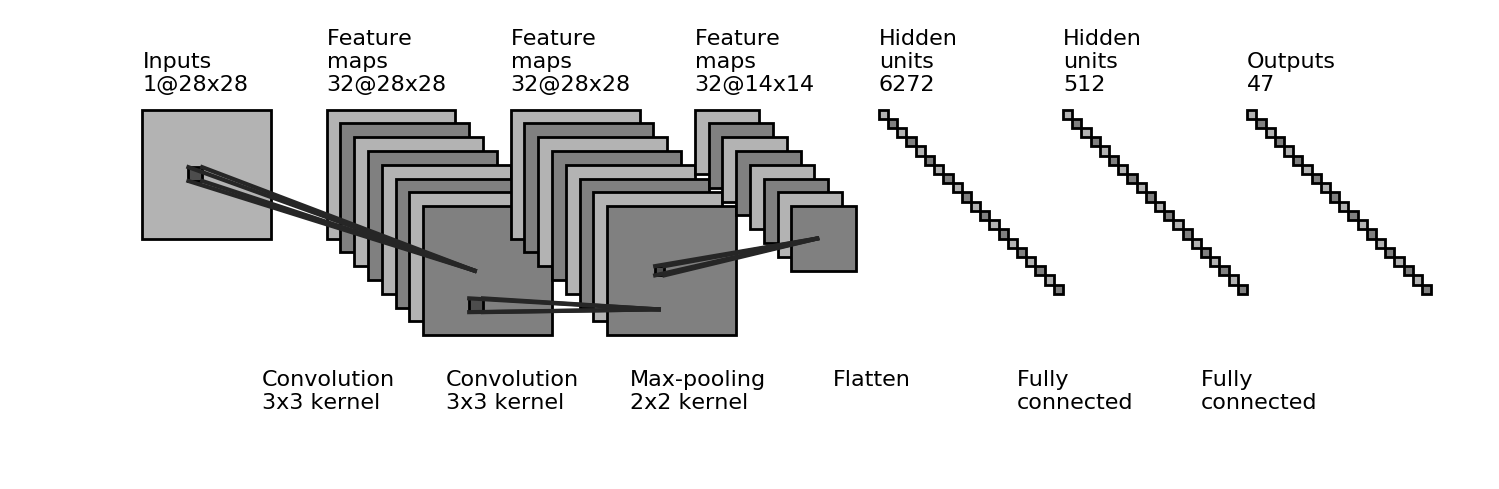 Inputs
1@28x28
Feature
maps
32@28x28
Feature
maps
32@28x28
Feature
maps
32@14x14
Hidden
units
6272
Hidden
units
512
Outputs
47
Convolution
3x3 kernel
Convolution
3x3 kernel
Max-pooling
2x2 kernel
Flatten
Fully
connected
Fully
connected